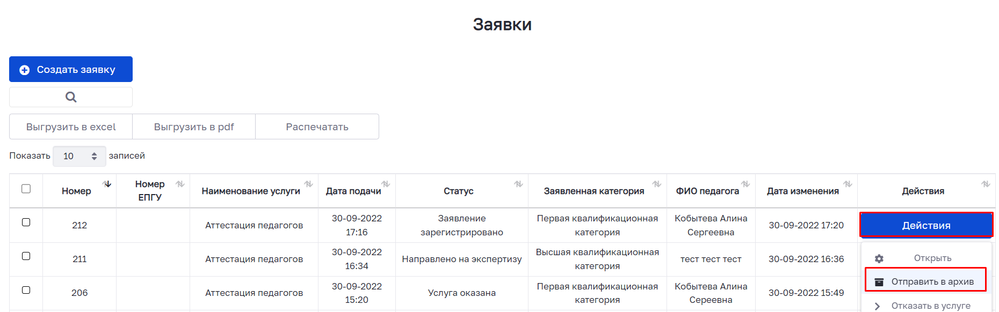 Заявки
Создать заявку
Выгрузить в excel Выгрузить в pdf Распечатать
Показать 10 записей
Номер Номер ЕПГУ Наименование услуги Дата подачи Статус Заявленная категория ФИО педагога Дата изменения Действия
212 Аттестация педагогов 30-09-2022 17:16 Заявление зарегистрировано Первая квалификационная категория Кобытева Алина Сергеевна 30-09-2022 17:20 Действия
211 Аттестация педагогов 30-09-2022 16:34 Направлено на экспертизу Высшая квалификационная категория тест тест тест 30-09-2022 16:36
206 Аттестация педагогов 30-09-2022 15:20 Услуга оказана Первая квалификационная категория Кобытева Алина Сереевна 30-09-2022 15:49
Открыть
Отправить в архив
Отказать в услуге